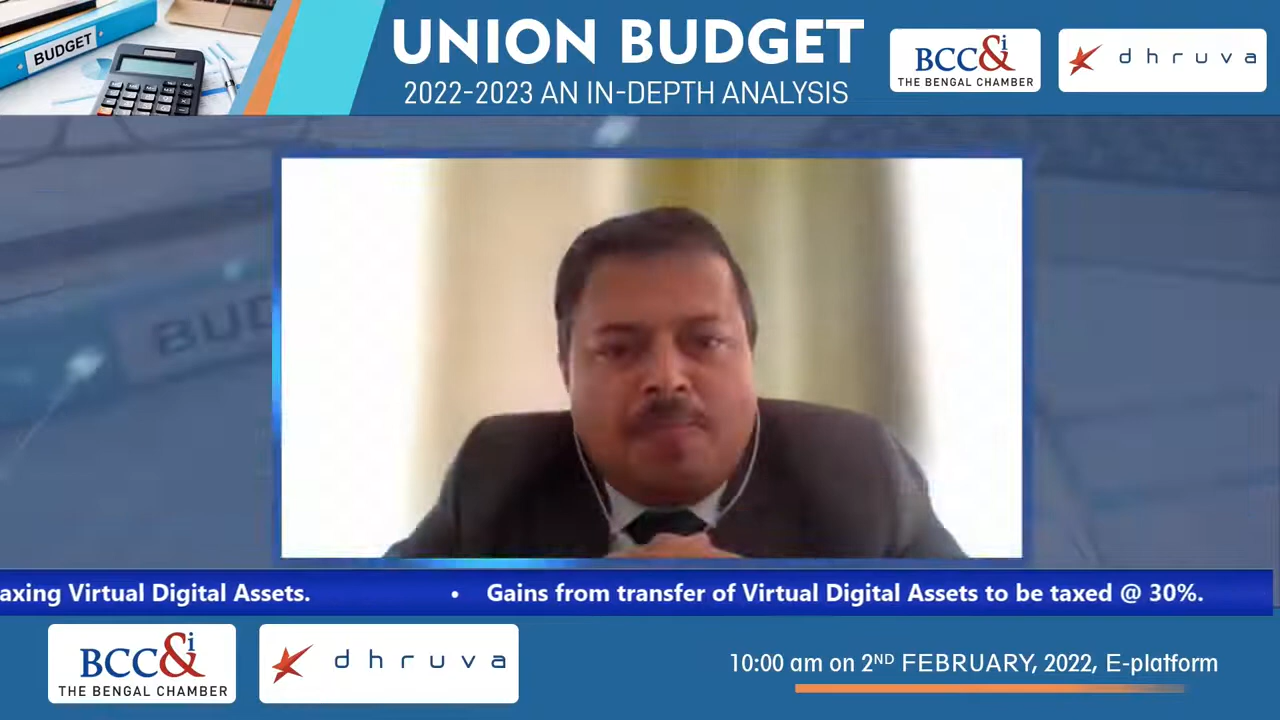 BUDGET
UNION BUDGET
2022-2023 AN IN-DEPTH ANALYSIS
BCC&i
THE BENGAL CHAMBER
dhruva
BUD
axing Virtual Digital Assets. • Gains from transfer of Virtual Digital Assets to be taxed @ 30%.
BCC&i
THE BENGAL CHAMBER
dhruva
10:00 am on 2ND FEBRUARY, 2022, E-platform